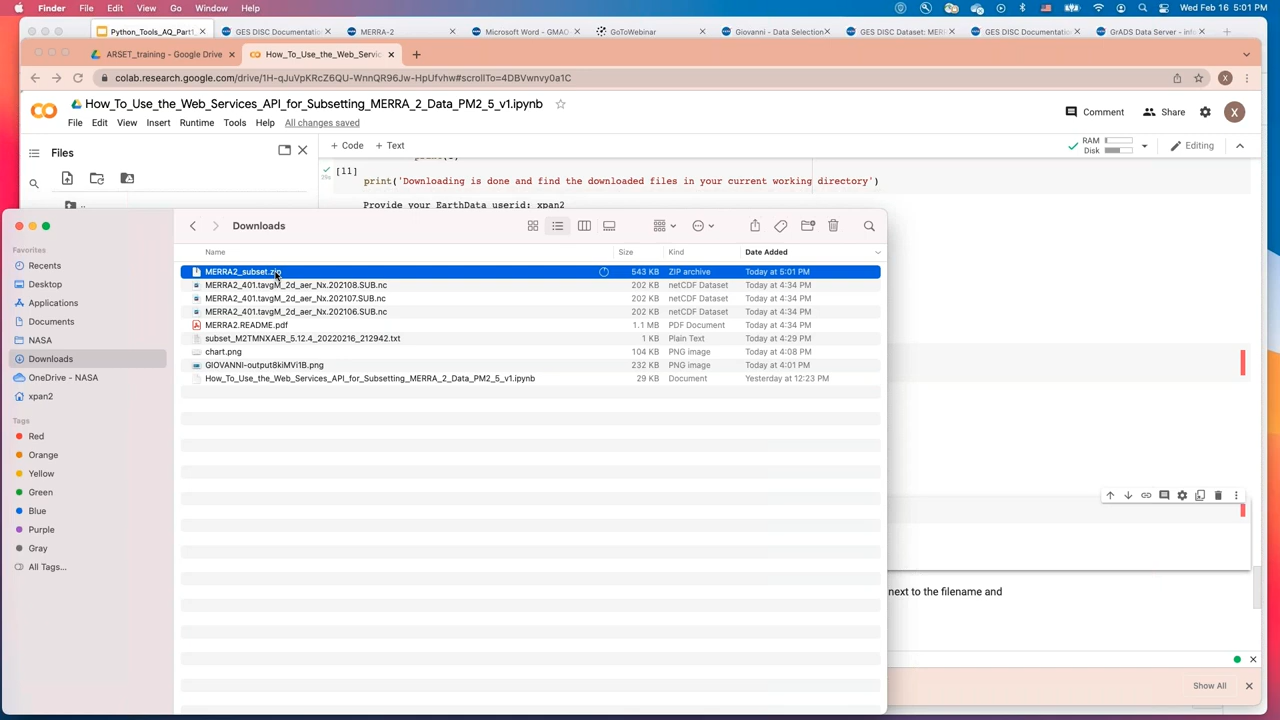 Finder File Edit View Go Window Help
Wed Feb 16 5:01 PM
Python_Tools_AQ_Part1
GES DISC Documentatio
MERRA-2
Microsoft Word - GMAO-
GoToWebinar
Giovanni - Data Selection
GES DISC Dataset: MER
GES DISC Documentatio
GrADS Data Server - info
ARSET_training - Google Drive
How_To_Use_the_Web_Servic
colab.research.google.com/drive/1H-qJuVpKRcZ6QU-WnnQR96Jw-HpUfvhw#scrollTo=4DBVwnvy0a1C
X
How_To_Use_the_Web_Services_API_for_Subsetting_MERRA_2_Data_PM2_5_v1.ipynb
Comment Share X
File Edit View Insert Runtime Tools Help All changes saved
Files
+ Code + Text
RAM
Disk
Editing
[11]
print('Downloading is done and find the downloaded files in your current working directory')
..
Provide your EarthData userid: xpan2
Downloads
Favorites
Recents
Desktop
Applications
Documents
NASA
Downloads
OneDrive - NASA
xpan2
Tags
Red
Orange
Yellow
Green
Blue
Purple
Gray
All Tags...
Name Size Kind Date Added
MERRA2_subset.zip 543 KB ZIP archive Today at 5:01 PM
MERRA2_401.tavgM_2d_aer_Nx.202108.SUB.nc 202 KB netCDF Dataset Today at 4:34 PM
MERRA2_401.tavgM_2d_aer_Nx.202107.SUB.nc 202 KB netCDF Dataset Today at 4:34 PM
MERRA2_401.tavgM_2d_aer_Nx.202106.SUB.nc 202 KB netCDF Dataset Today at 4:34 PM
MERRA2.README.pdf 1.1 MB PDF Document Today at 4:34 PM
subset_M2TMNXAER_5.12.4_20220216_212942.txt 1 KB Plain Text Today at 4:29 PM
chart.png 104 KB PNG image Today at 4:08 PM
GIOVANNI-output8kiMVi1B.png 232 KB PNG image Today at 4:01 PM
How_To_Use_the_Web_Services_API_for_Subsetting_MERRA_2_Data_PM2_5_v1.ipynb 29 KB Document Yesterday at 12:23 PM
next to the filename and
Show All